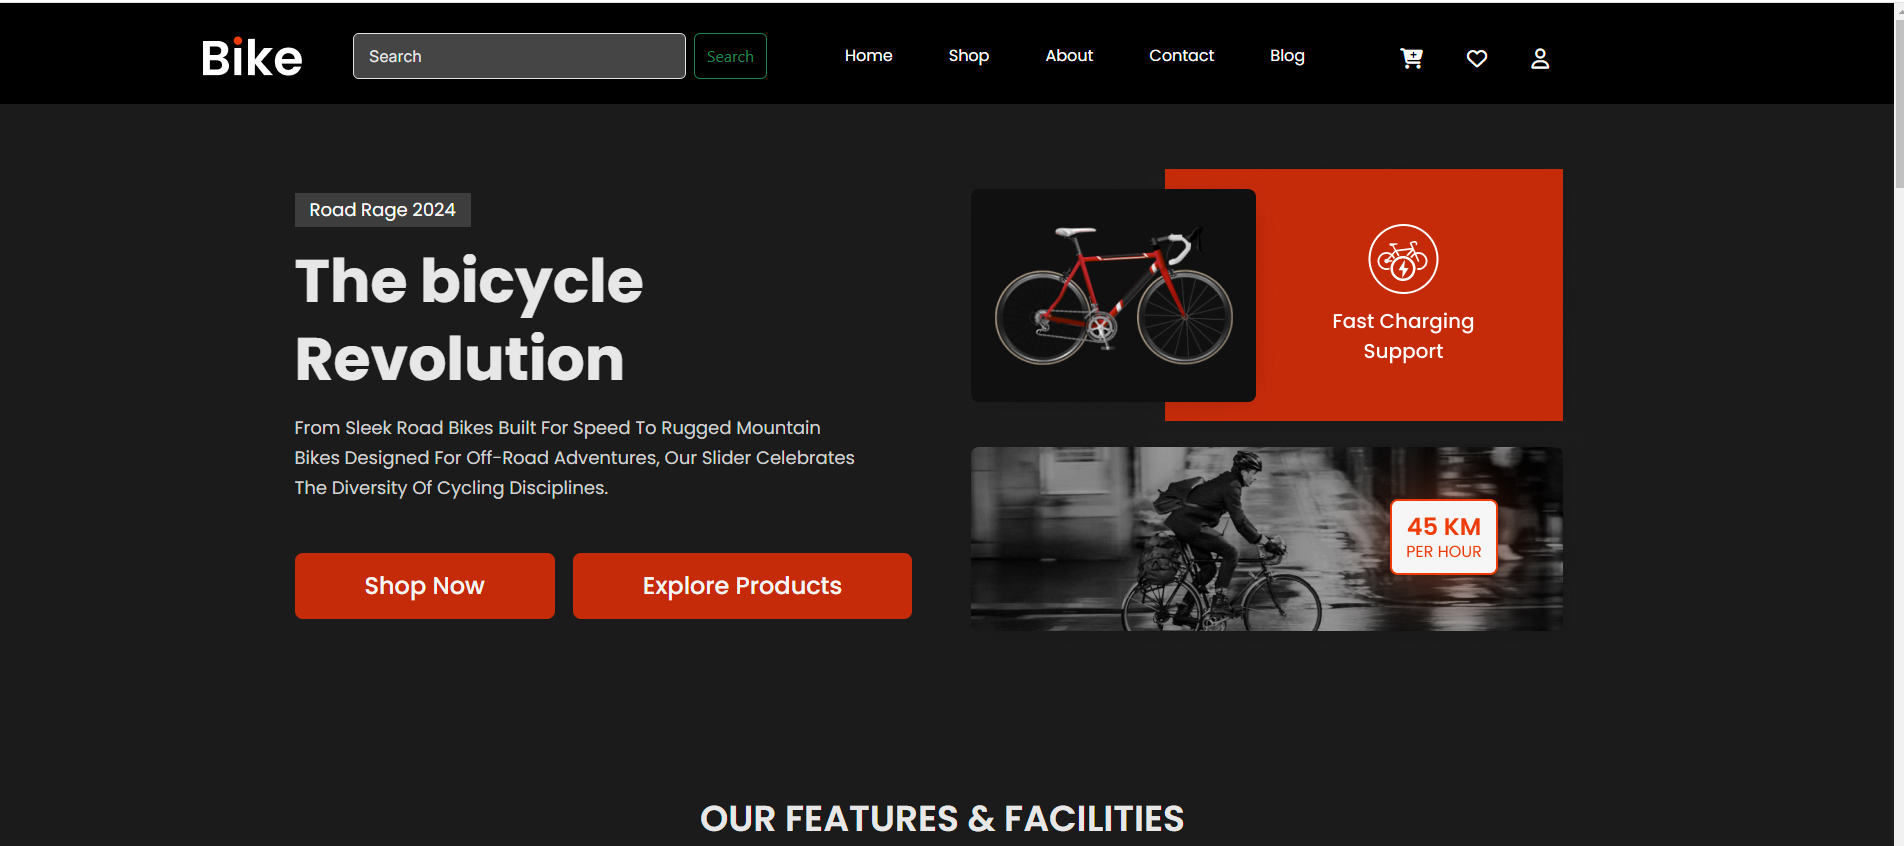 Bike
Search
Search
Home
Shop
About
Contact
Blog
Road Rage 2024
The bicycle
Revolution
From Sleek Road Bikes Built For Speed To Rugged Mountain
Bikes Designed For Off-Road Adventures, Our Slider Celebrates
The Diversity Of Cycling Disciplines.
Shop Now
Explore Products
Fast Charging
Support
45 KM
PER HOUR
OUR FEATURES & FACILITIES